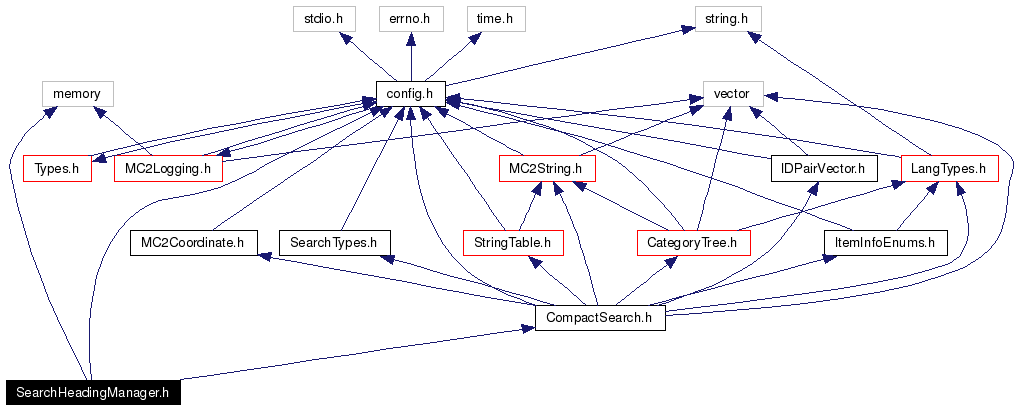 stdio.h
errno.h
time.h
string.h
memory
config.h
vector
Types.h
MC2Logging.h
MC2String.h
IDPairVector.h
LangTypes.h
MC2Coordinate.h
SearchTypes.h
StringTable.h
CategoryTree.h
ItemInfoEnums.h
CompactSearch.h
SearchHeadingManager.h